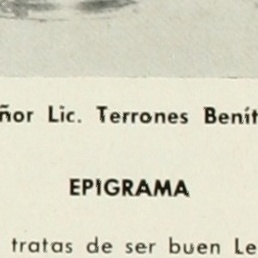 ñor Lic. Terrones Benít
EPIGRAMA
tratas de ser buen Le